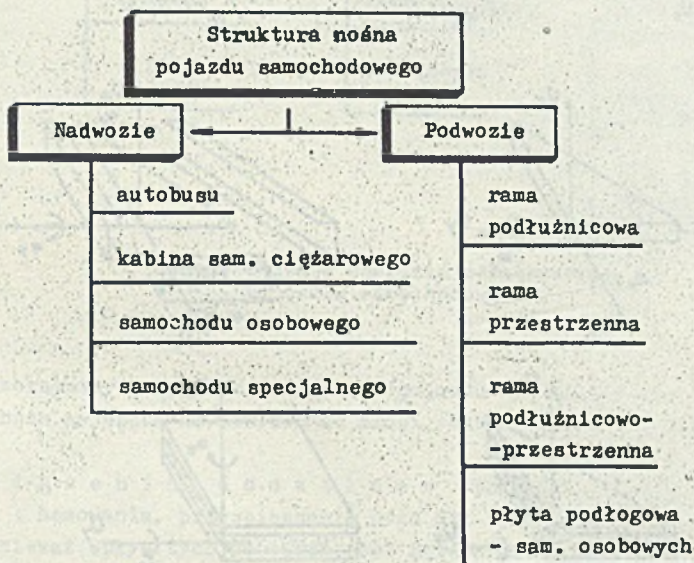 Struktura nośna
pojazdu samochodowego
Nadwozie
Podwozie
autobusu
kabina sam. ciężarowego
samochodu osobowego
samochodu specjalnego
rama
podłużnicowa
rama
przestrzenna
rama
podłużnicowo-
-przestrzenna
płyta podłogowa
- sam. osobowych